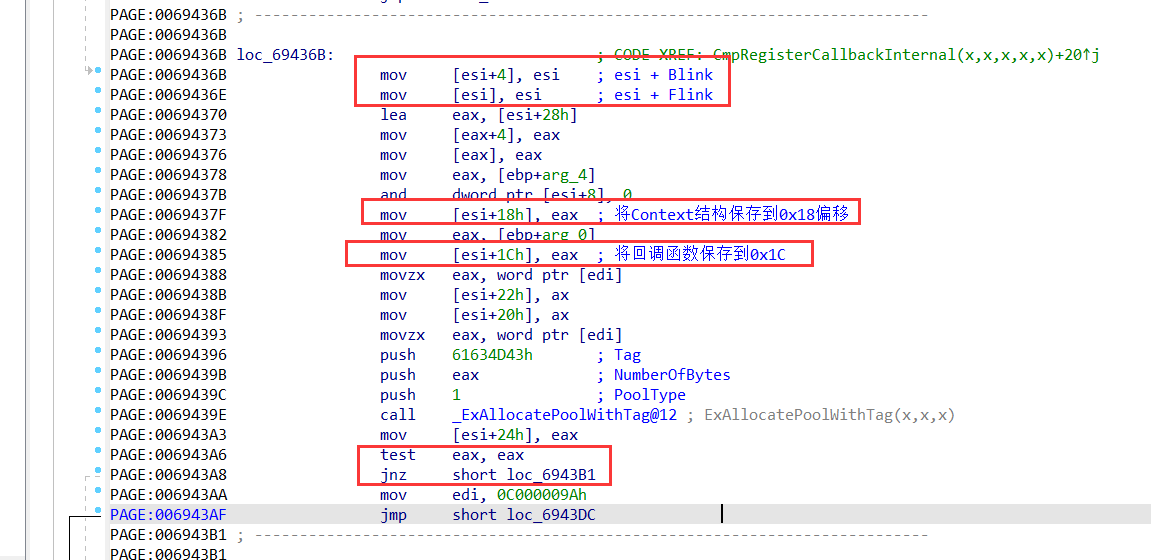 PAGE:0069436B ; ---------------------------------------------------------------------------
PAGE:0069436B
PAGE:0069436B loc_69436B: ; CODE XREF: CmpRegisterCallbackInternal(x,x,x,x,x)+20↑j
PAGE:0069436B mov [esi+4], esi ; esi + Blink
PAGE:0069436E mov [esi], esi ; esi + Flink
PAGE:00694370 lea eax, [esi+28h]
PAGE:00694373 mov [eax+4], eax
PAGE:00694376 mov [eax], eax
PAGE:00694378 mov eax, [ebp+arg_4]
PAGE:0069437B and dword ptr [esi+8], 0
PAGE:0069437F mov [esi+18h], eax ; 将Context结构保存到0x18偏移
PAGE:00694382 mov eax, [ebp+arg_0]
PAGE:00694385 mov [esi+1Ch], eax ; 将回调函数保存到0x1C
PAGE:00694388 movzx eax, word ptr [edi]
PAGE:0069438B mov [esi+22h], ax
PAGE:0069438F mov [esi+20h], ax
PAGE:00694393 movzx eax, word ptr [edi]
PAGE:00694396 push 61634D43h ; Tag
PAGE:0069439B push eax ; NumberOfBytes
PAGE:0069439C push 1 ; PoolType
PAGE:0069439E call _ExAllocatePoolWithTag@12 ; ExAllocatePoolWithTag(x,x,x)
PAGE:006943A3 mov [esi+24h], eax
PAGE:006943A6 test eax, eax
PAGE:006943A8 jnz short loc_6943B1
PAGE:006943AA mov edi, 0C000009Ah
PAGE:006943AF jmp short loc_6943DC
PAGE:006943B1 ; ---------------------------------------------------------------------------
PAGE:006943B1